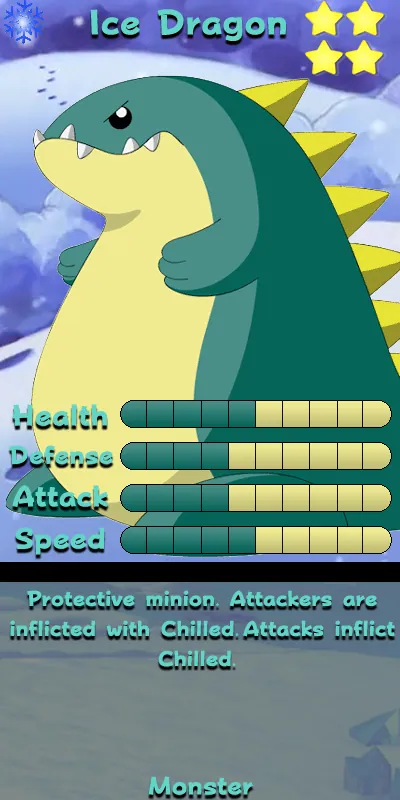 Ice Dragon
Health
Defense
Attack
Speed
Protective minion. Attackers are
inflicted with Chilled. Attacks inflict
Chilled.
Monster